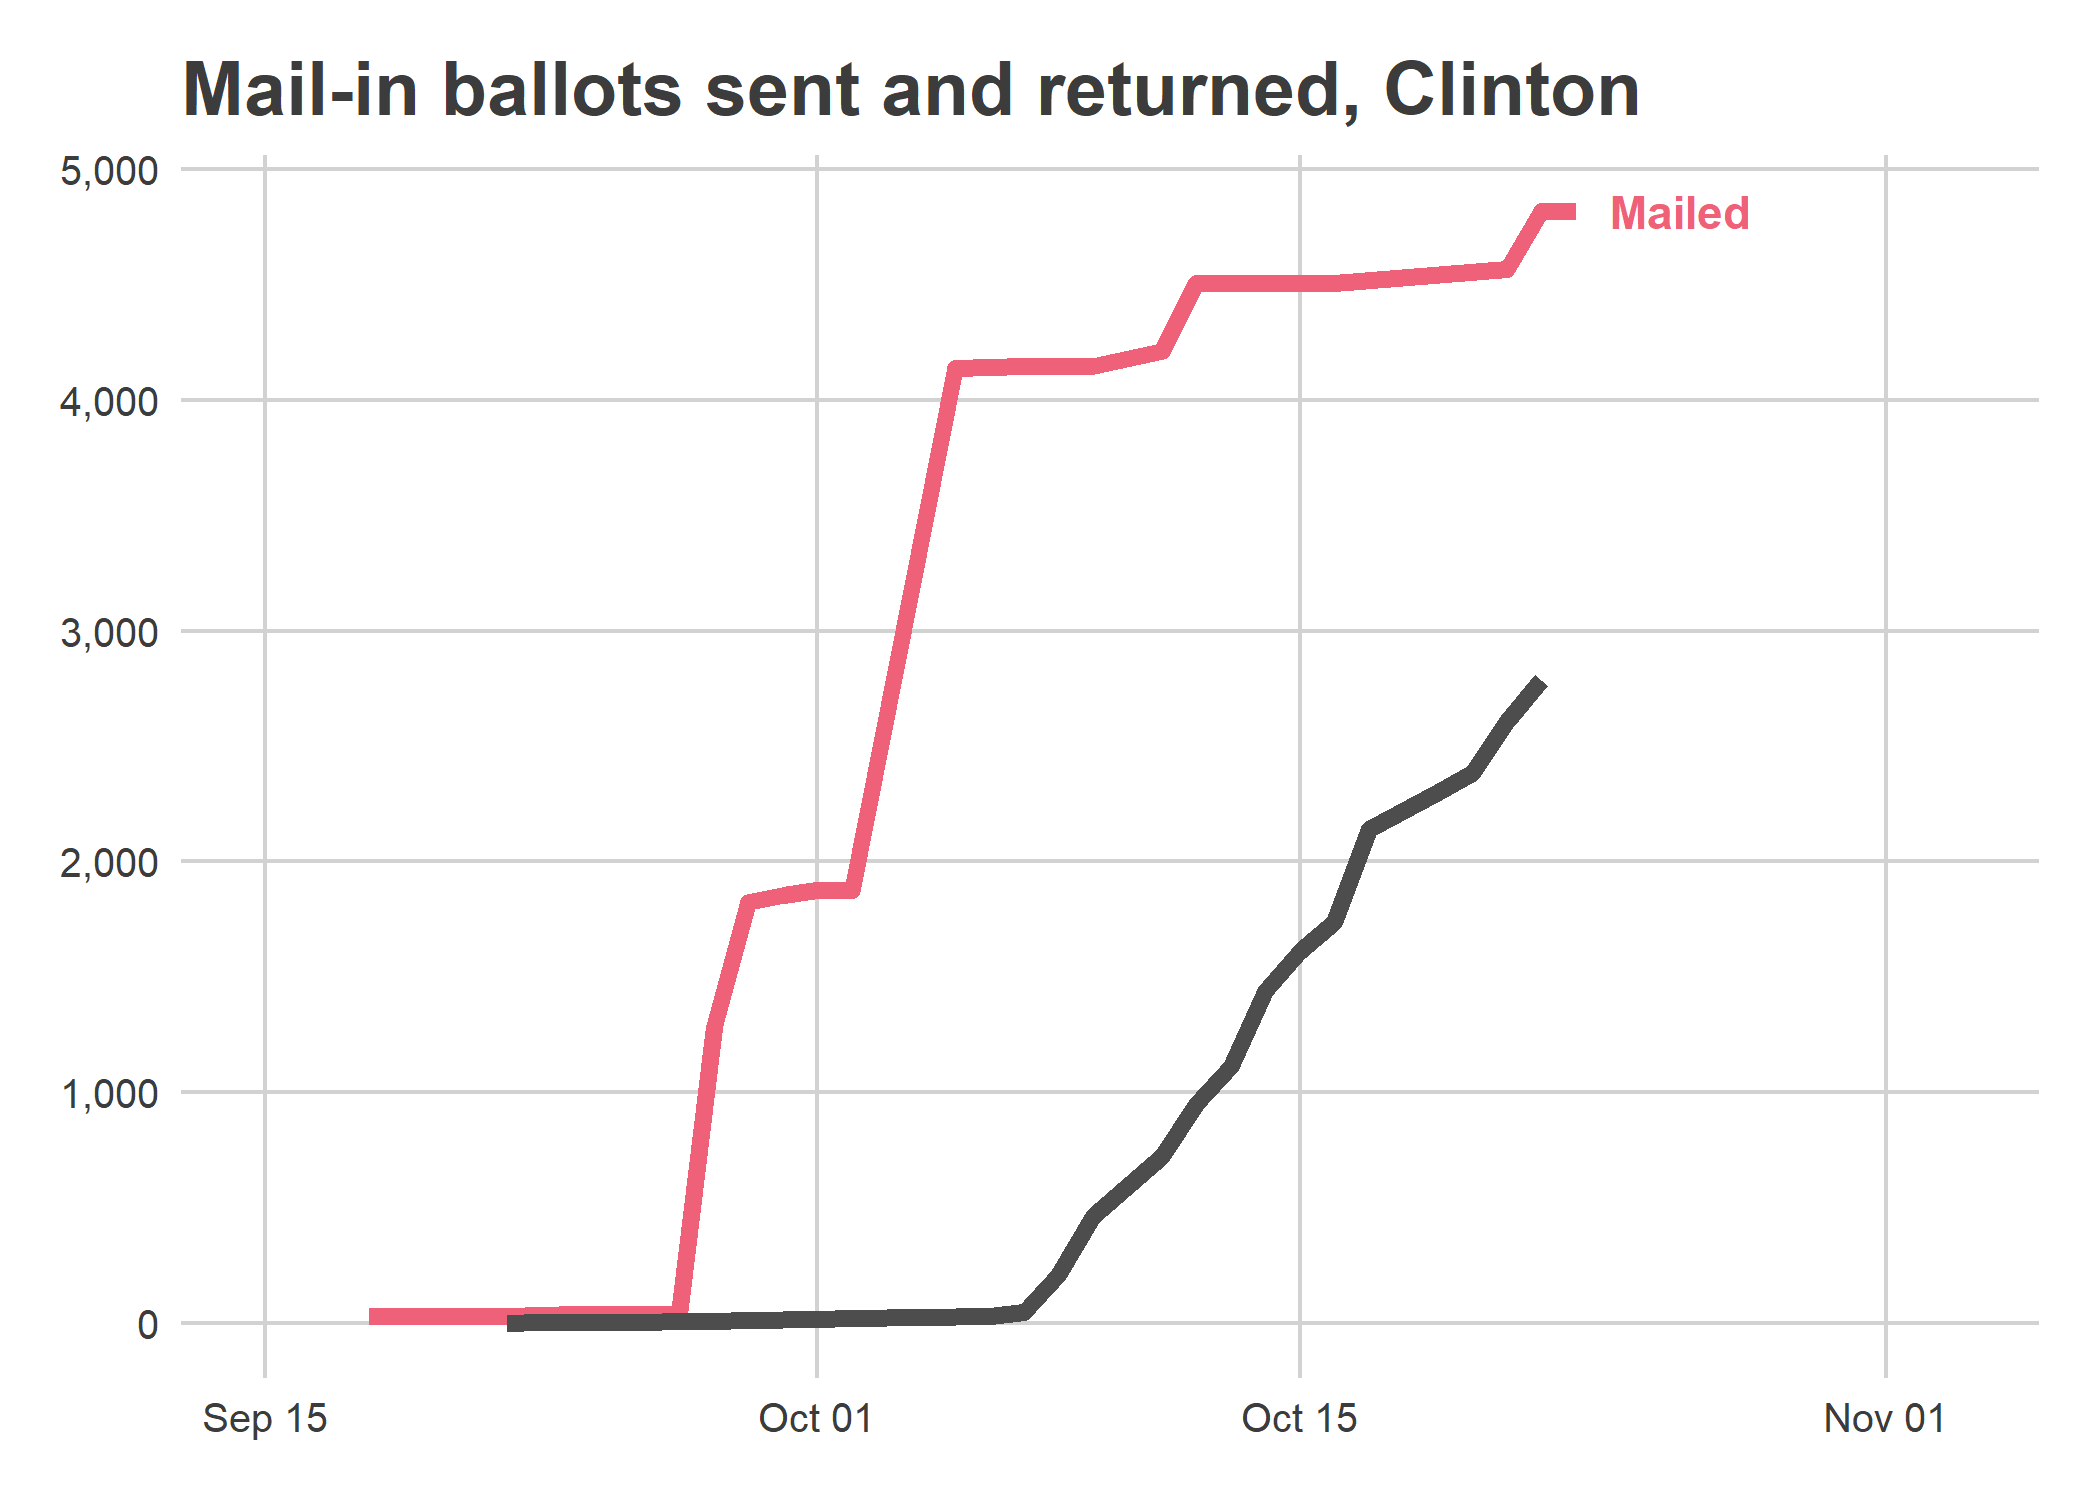 Mail-in ballots sent and returned, Clinton
5,000
Mailed
4,000
3,000
2,000
1,000
0
Sep 15
Oct 01
Oct 15
Nov 01